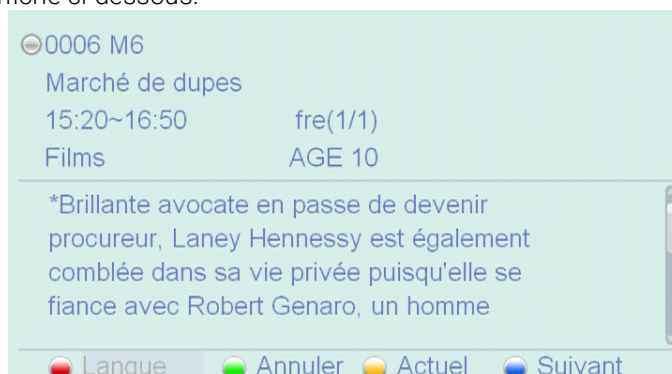 0006 M6
Marché de dupes
15:20~16:50 fre(1/1)
Films AGE 10
*Brillante avocate en passe de devenir
procureur, Laney Hennessy est également
comblée dans sa vie privée puisqu'elle se
fiance avec Robert Genaro, un homme
Langue Annuler Actuel Suivant